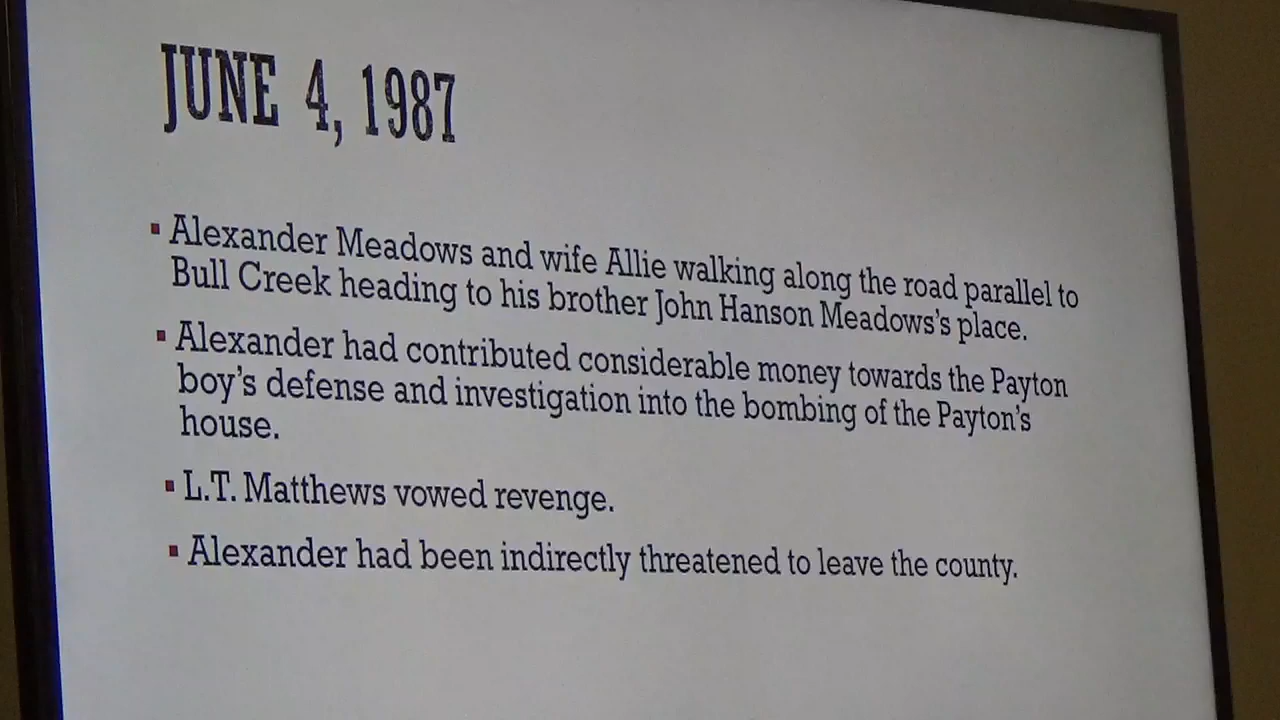 JUNE 4, 1987
▪ Alexander Meadows and wife Allie walking along the road parallel to
Bull Creek heading to his brother John Hanson Meadows's place.
▪ Alexander had contributed considerable money towards the Payton
boy's defense and investigation into the bombing of the Payton's
house.
▪ L.T. Matthews vowed revenge.
▪ Alexander had been indirectly threatened to leave the county.